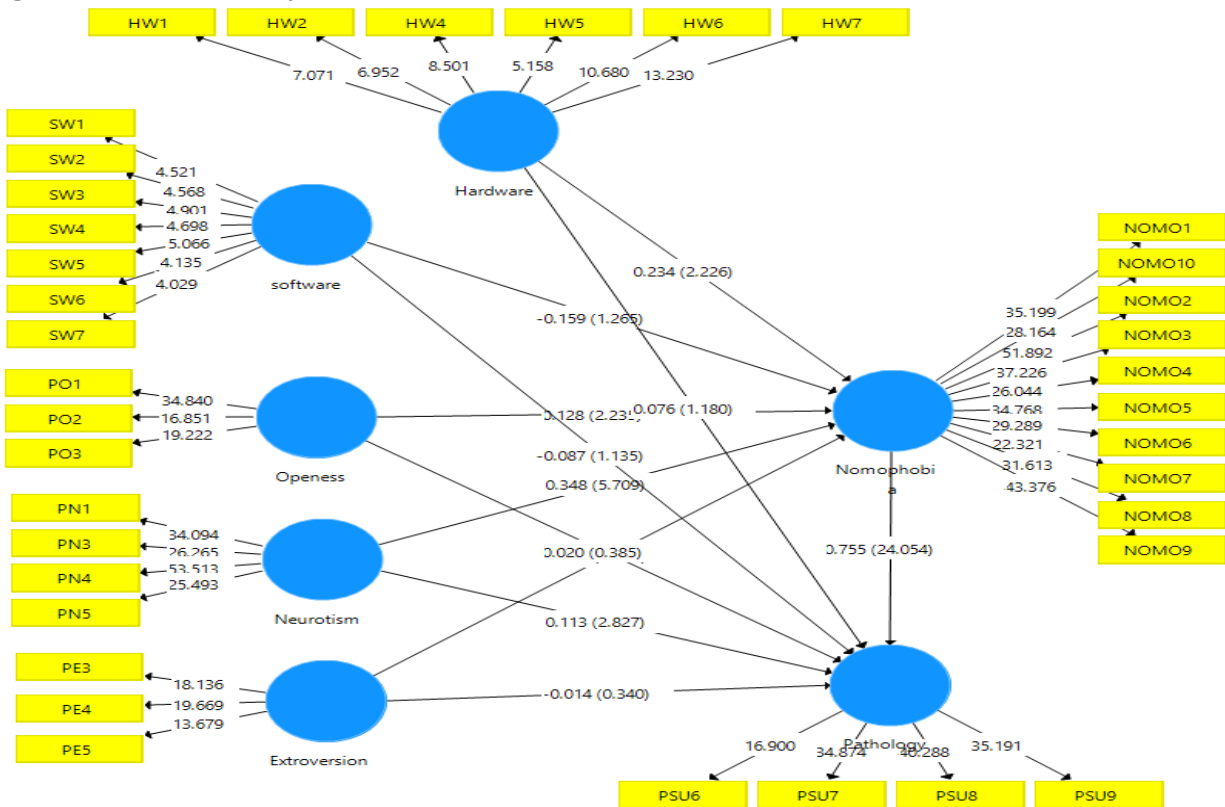 HW1 HW2 HW4 HW5 HW6 HW7
7.071 6.952 8.501 5.158 10.680 13.230
Hardware
SW1
SW2
SW3
SW4
SW5
SW6
SW7
4.521
4.568
4.901
4.698
5.066
4.135
4.029
software
PO1
PO2
PO3
34.840
16.851
19.222
Openess
PN1
PN3
PN4
PN5
34.094
26.265
53.513
25.493
Neurotism
PE3
PE4
PE5
18.136
19.669
13.679
Extroversion
0.234 (2.226)
-0.159 (1.265)
0.076 (1.180)
-0.087 (1.135)
0.348 (5.709)
0.020 (0.385)
0.113 (2.827)
-0.014 (0.340)
0.755 (24.054)
Nomophobi
a
35.199
28.164
51.892
37.226
26.044
34.768
29.289
22.321
31.613
43.376
NOMO1
NOMO10
NOMO2
NOMO3
NOMO4
NOMO5
NOMO6
NOMO7
NOMO8
NOMO9
Pathology
16.900 34.874 40.288 35.191
PSU6 PSU7 PSU8 PSU9